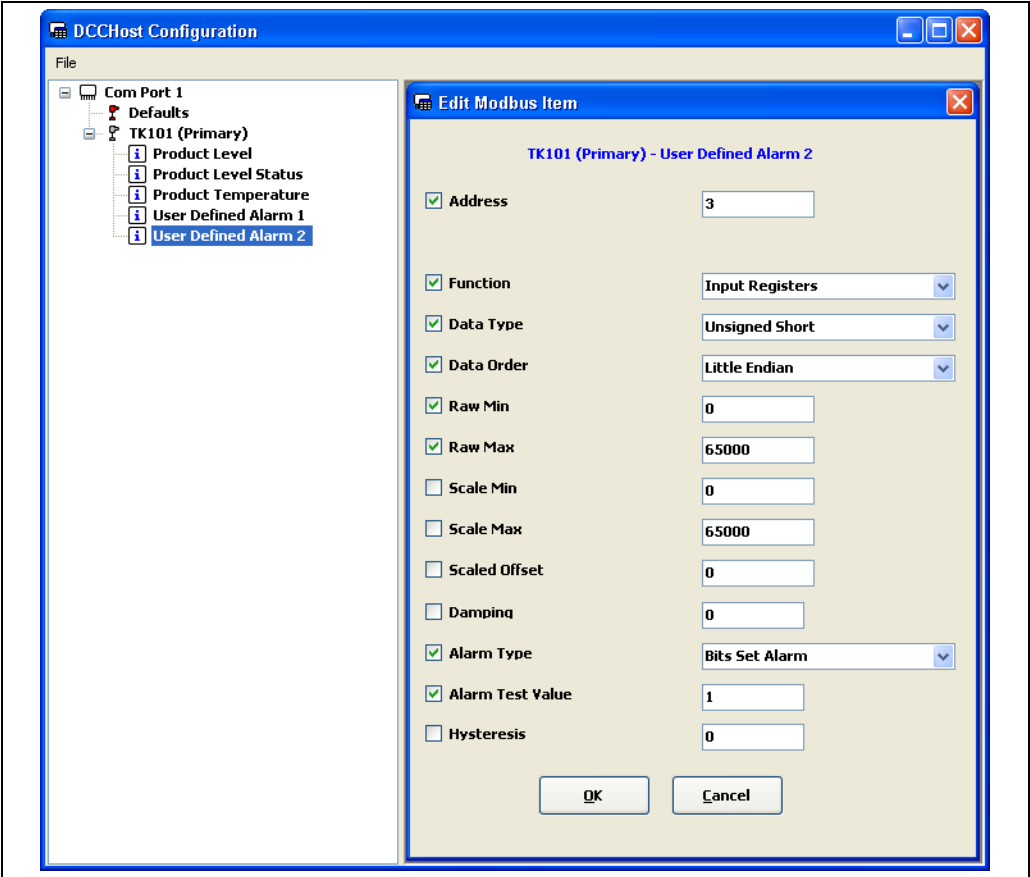 DCCHost Configuration
File
Com Port 1
Defaults
TK101 (Primary)
Product Level
Product Level Status
Product Temperature
User Defined Alarm 1
User Defined Alarm 2
Edit Modbus Item
TK101 (Primary) - User Defined Alarm 2
Address 3
Function Input Registers
Data Type Unsigned Short
Data Order Little Endian
Raw Min 0
Raw Max 65000
Scale Min 0
Scale Max 65000
Scaled Offset 0
Damping 0
Alarm Type Bits Set Alarm
Alarm Test Value 1
Hysteresis 0
OK Cancel